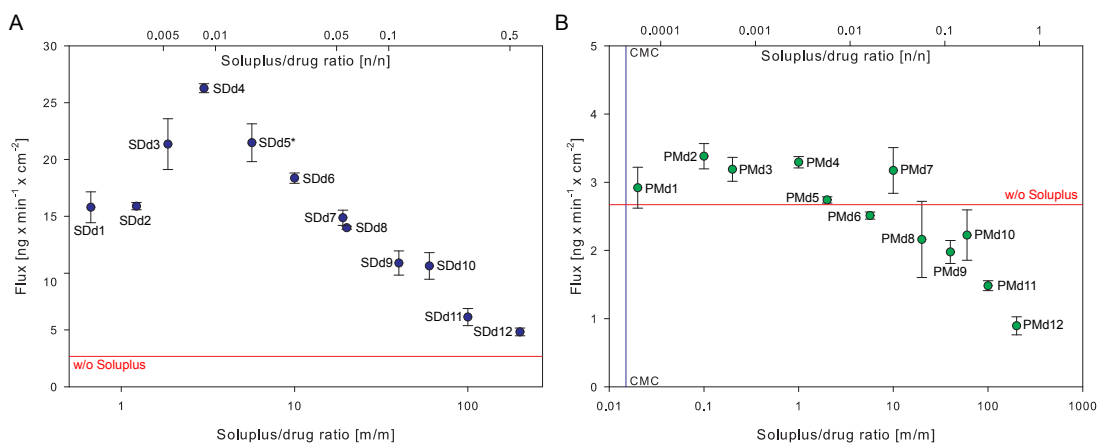 A
0.005
0.01
0.05
0.1
0.5
Soluplus/drug ratio [n/n]
30
25
20
15
10
5
0
Flux [ng x min⁻¹ x cm⁻²]
SDd1
SDd2
SDd3
SDd4
SDd5*
SDd6
SDd7
SDd8
SDd9
SDd10
SDd11
SDd12
w/o Soluplus
1
10
100
Soluplus/drug ratio [m/m]
B
0.0001
0.001
0.01
0.1
1
CMC
Soluplus/drug ratio [n/n]
5
4
3
2
1
0
Flux [ng x min⁻¹ x cm⁻²]
PMd1
PMd2
PMd3
PMd4
PMd5
PMd6
PMd7
PMd8
PMd9
PMd10
PMd11
PMd12
w/o Soluplus
CMC
0.01
0.1
1
10
100
1000
Soluplus/drug ratio [m/m]